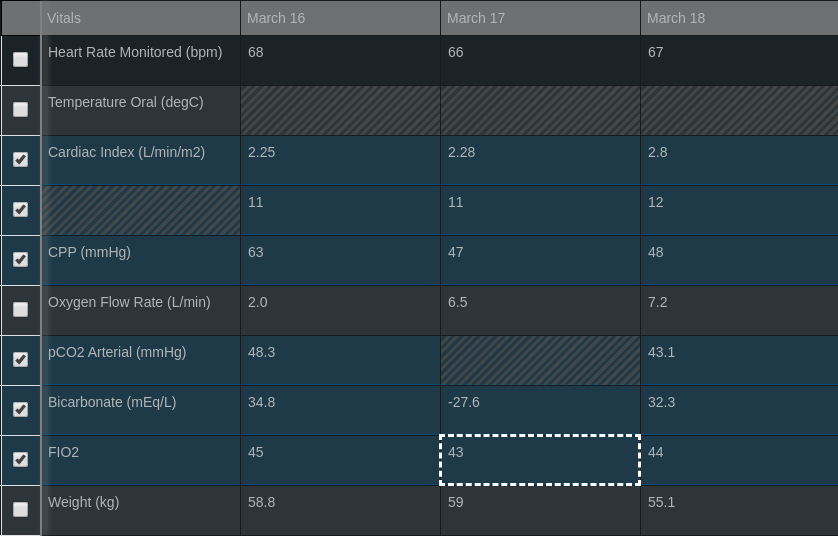 Vitals March 16 March 17 March 18
Heart Rate Monitored (bpm) 68 66 67
Temperature Oral (degC)
Cardiac Index (L/min/m2) 2.25 2.28 2.8
11 11 12
CPP (mmHg) 63 47 48
Oxygen Flow Rate (L/min) 2.0 6.5 7.2
pCO2 Arterial (mmHg) 48.3 43.1
Bicarbonate (mEq/L) 34.8 -27.6 32.3
FIO2 45 43 44
Weight (kg) 58.8 59 55.1